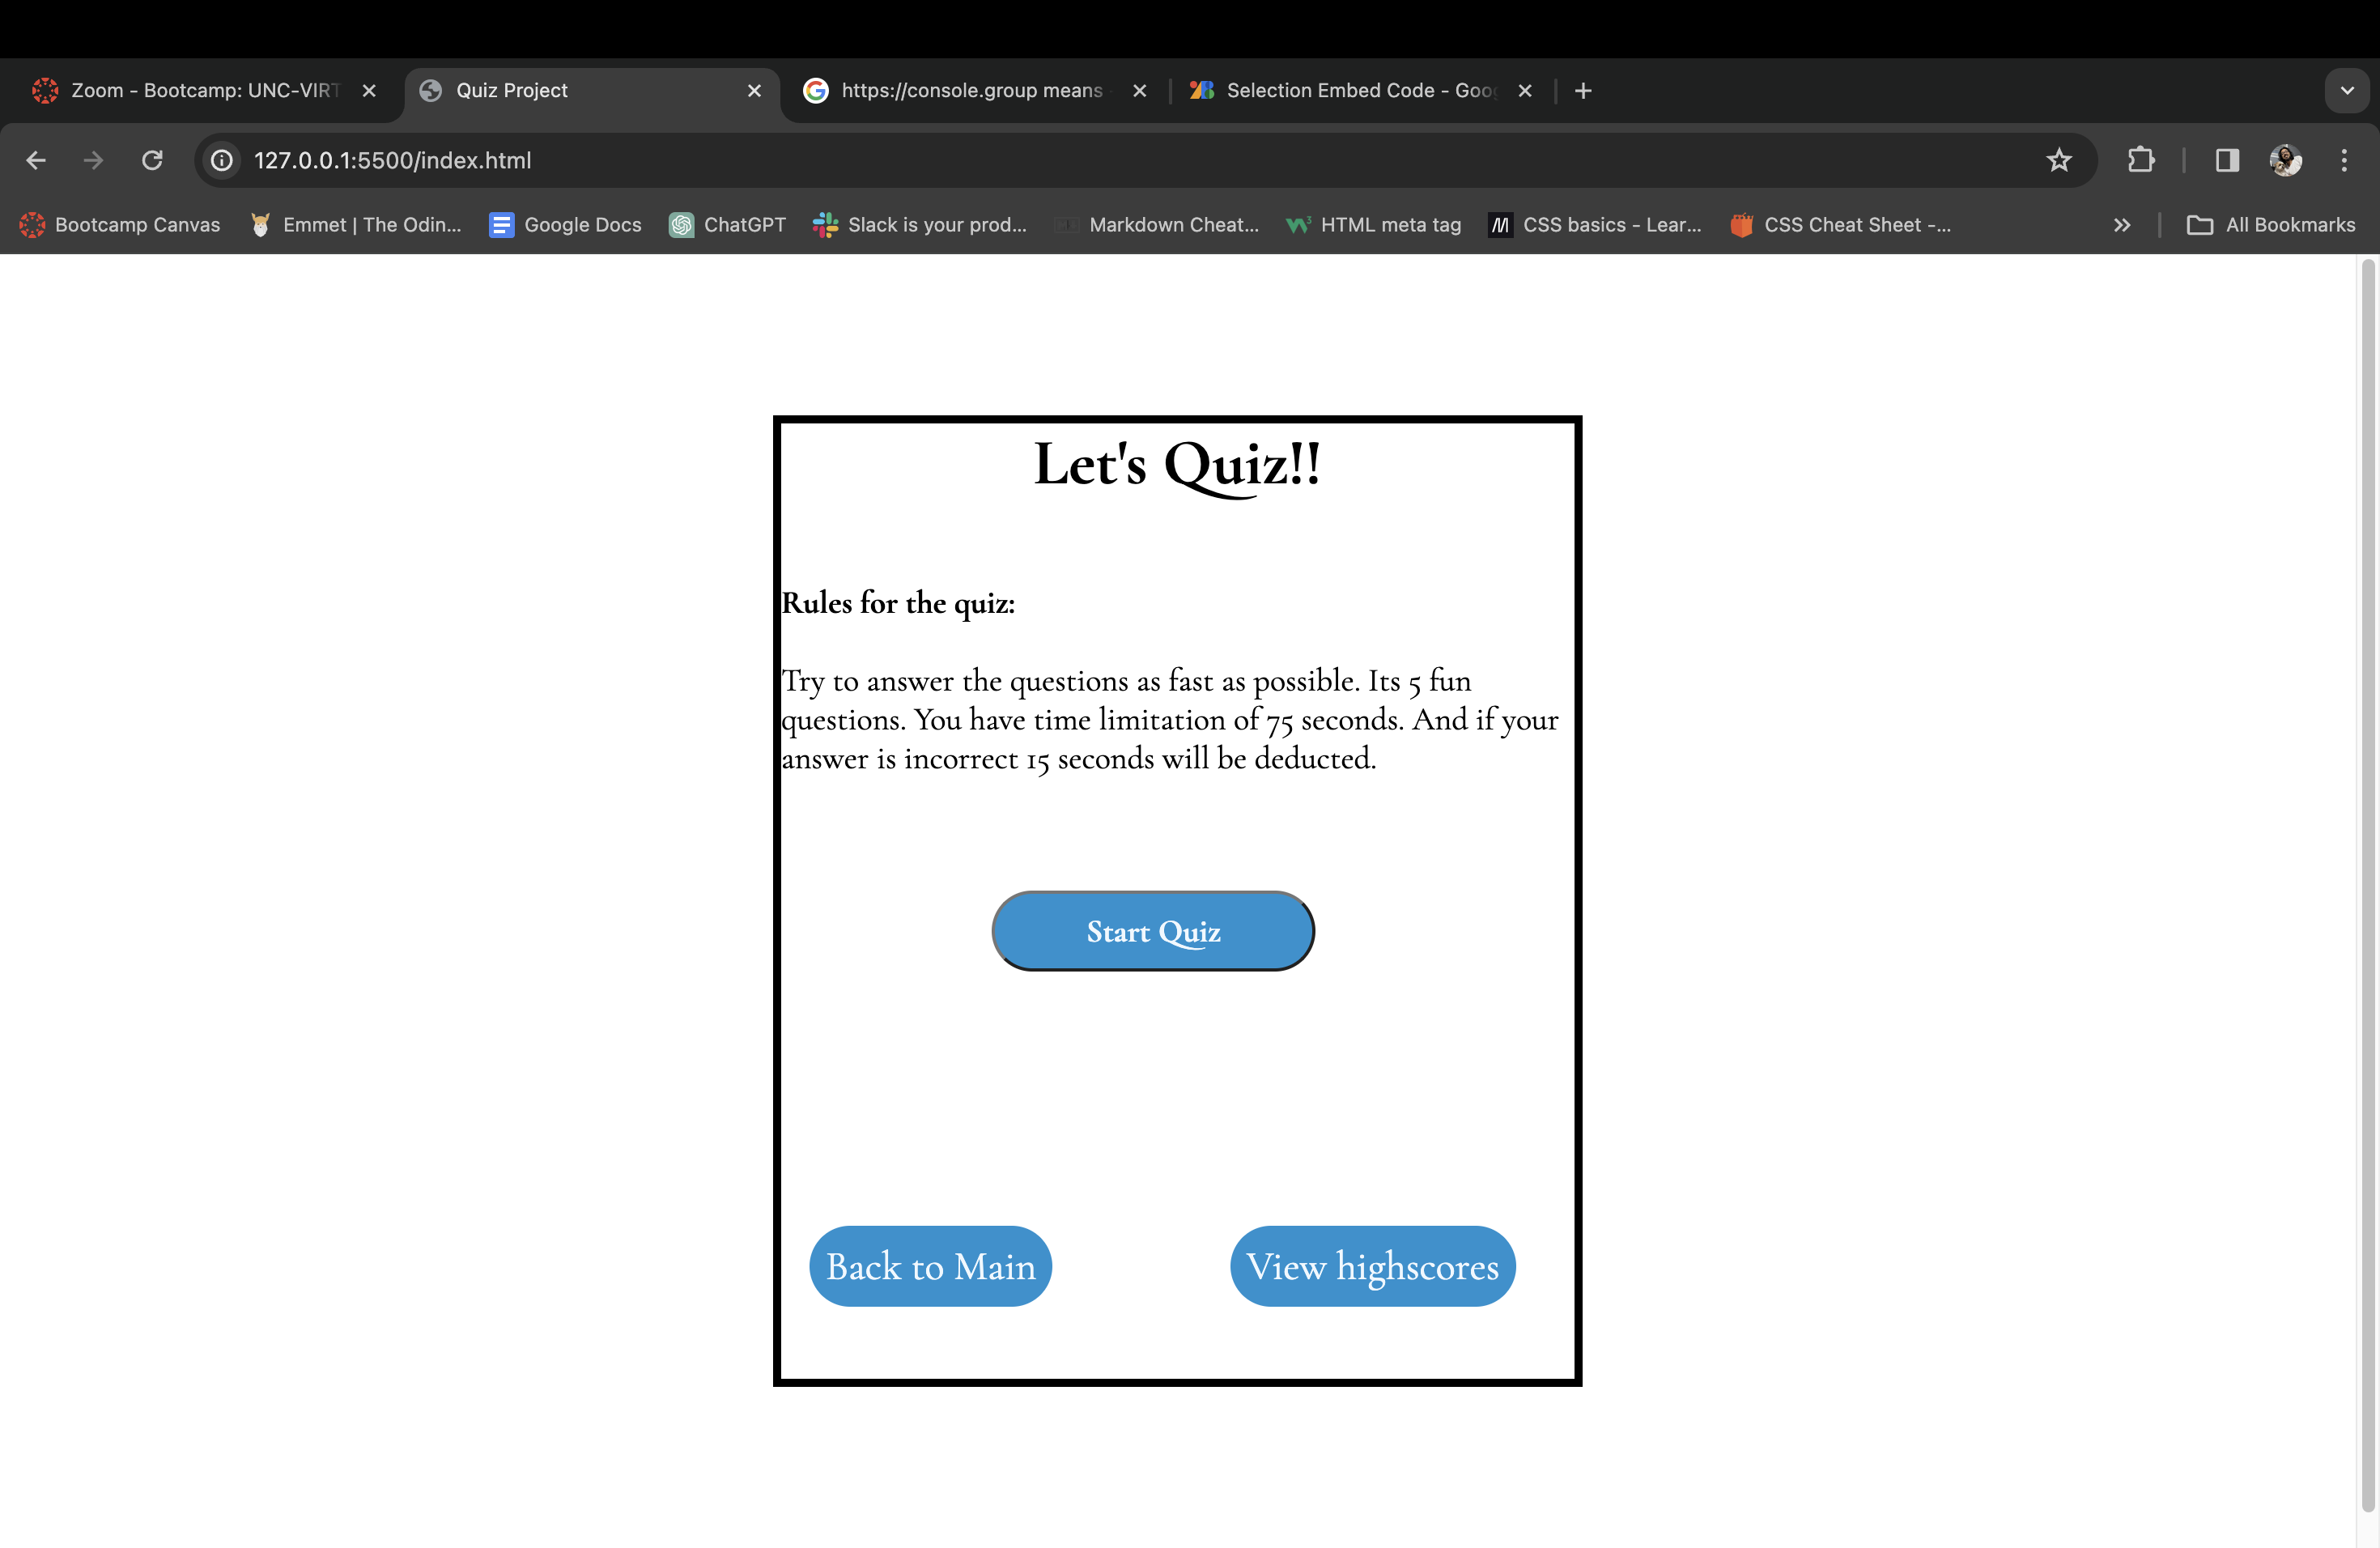 Zoom - Bootcamp: UNC-VIRT
Quiz Project
https://console.group means
Selection Embed Code - Goo
127.0.0.1:5500/index.html
Bootcamp Canvas
Emmet | The Odin...
Google Docs
ChatGPT
Slack is your prod...
Markdown Cheat...
HTML meta tag
CSS basics - Lear...
CSS Cheat Sheet -...
All Bookmarks
Let's Quiz!!
Rules for the quiz:
Try to answer the questions as fast as possible. Its 5 fun
questions. You have time limitation of 75 seconds. And if your
answer is incorrect 15 seconds will be deducted.
Start Quiz
Back to Main
View highscores